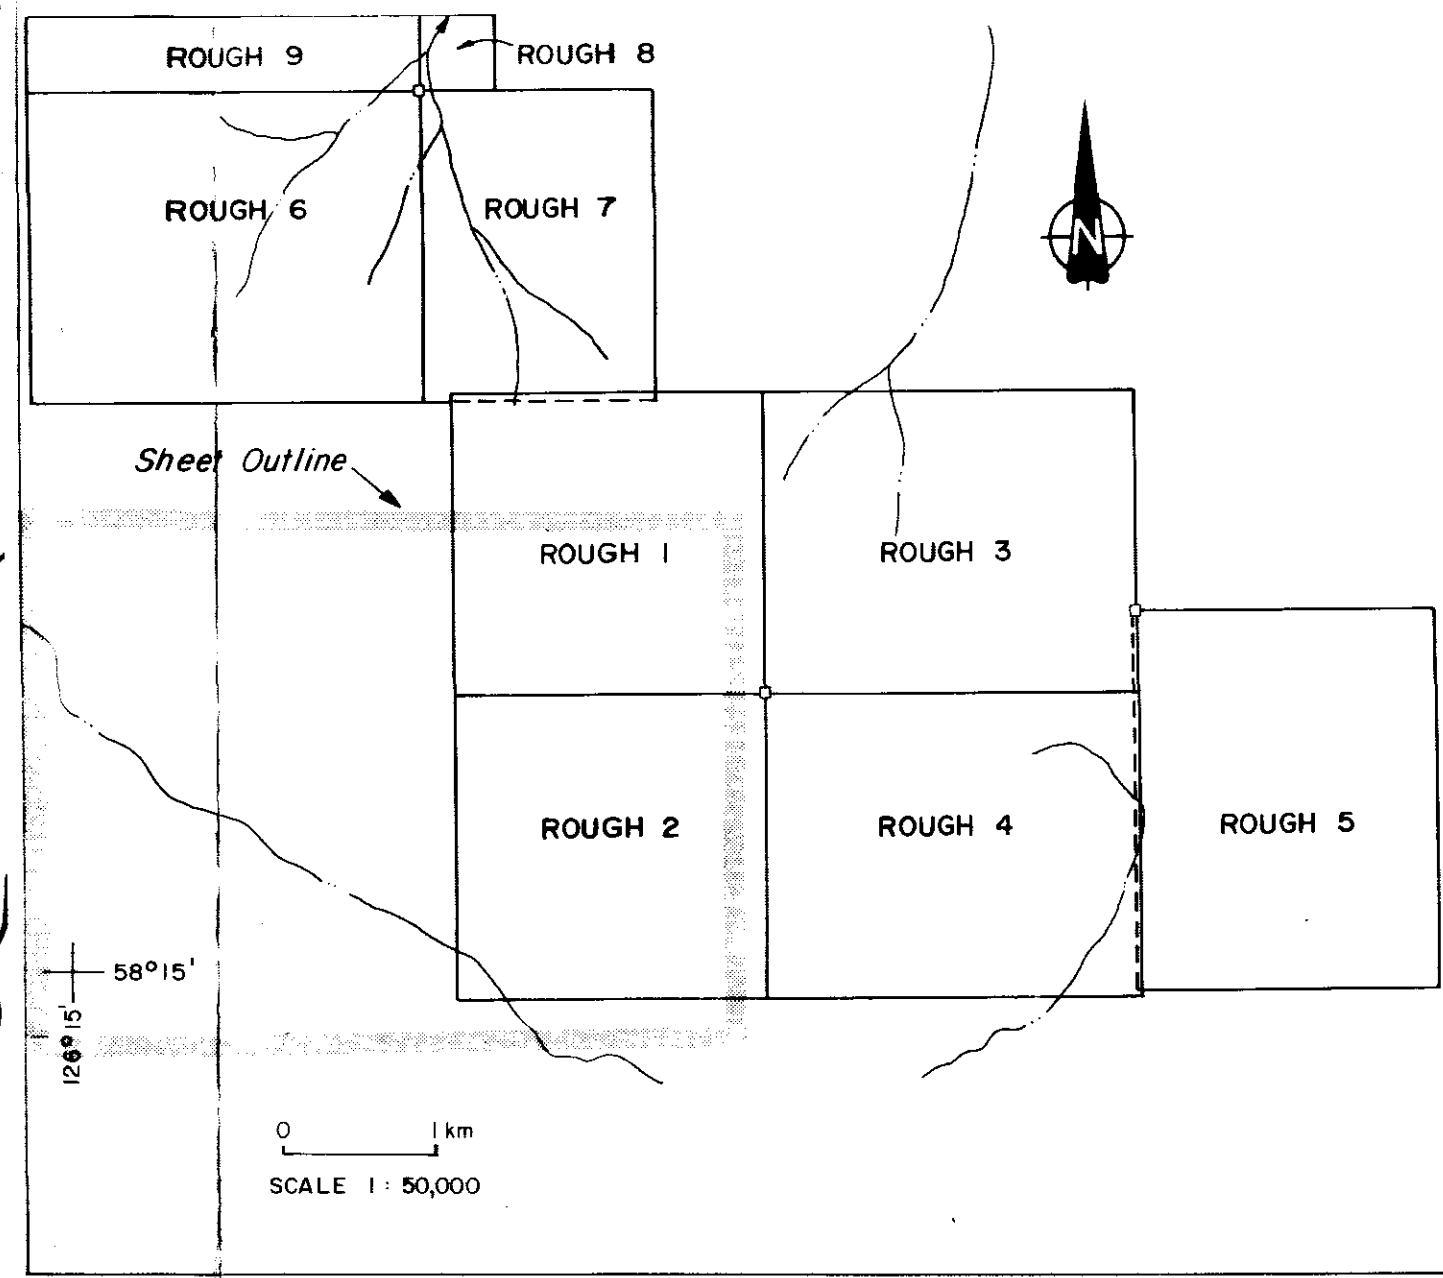 ROUGH 9
ROUGH 8
ROUGH 6
ROUGH 7
N
Sheet Outline
ROUGH 1
ROUGH 3
ROUGH 2
ROUGH 4
ROUGH 5
58°15'
126°15'
0 1 km
SCALE 1 : 50,000